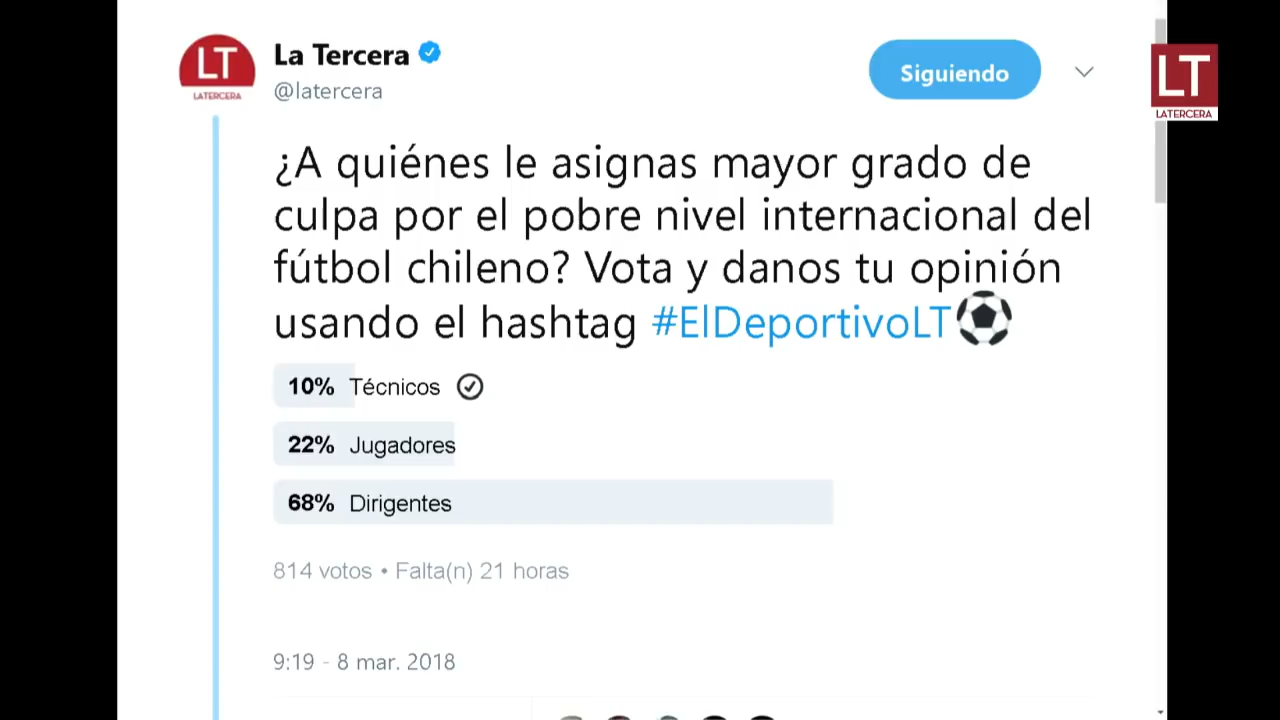 LT
LATERCERA
La Tercera
@latercera
Siguiendo
LT
LATERCERA
¿A quiénes le asignas mayor grado de
culpa por el pobre nivel internacional del
fútbol chileno? Vota y danos tu opinión
usando el hashtag #ElDeportivoLT
10% Técnicos
22% Jugadores
68% Dirigentes
814 votos • Falta(n) 21 horas
9:19 - 8 mar. 2018